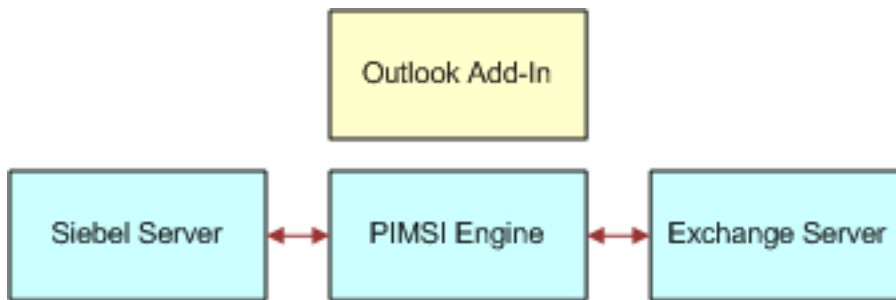 Outlook Add-In
Siebel Server
PIMSI Engine
Exchange Server